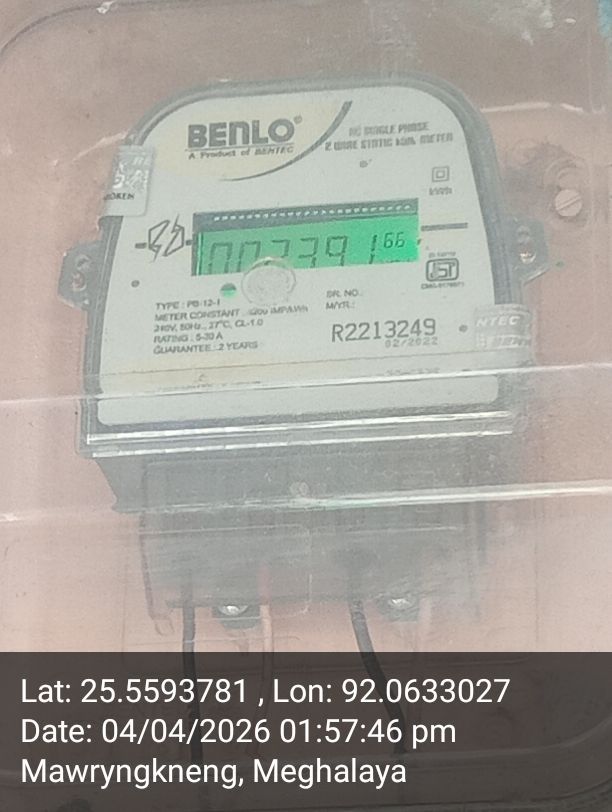 BENLO®
A Product of BENTEC
AC SINGLE PHASE
2 WIRE STATIC kWh METER
66
TYPE : PB-12-1
METER CONSTANT : 3200 IMP/kWh
240V, 50Hz., 27°C, CL-1.0
RATING : 5-30 A
GUARANTEE : 2 YEARS
SR. NO.:
M/YR.:
R2213249
02/2022
NTEC
Lat: 25.5593781 , Lon: 92.0633027
Date: 04/04/2026 01:57:46 pm
Mawryngkneng, Meghalaya